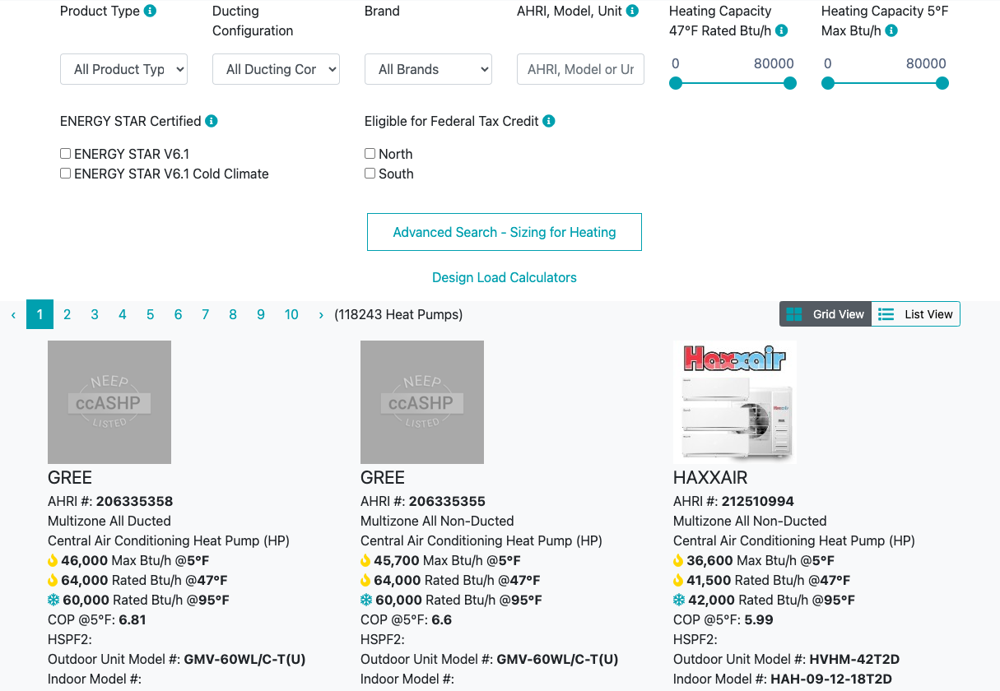 Product Type
Ducting Configuration
Brand
AHRI, Model, Unit
Heating Capacity 47°F Rated Btu/h
Heating Capacity 5°F Max Btu/h
All Product Typ
All Ducting Cor
All Brands
AHRI, Model or Ur
0 80000
0 80000
ENERGY STAR Certified
Eligible for Federal Tax Credit
ENERGY STAR V6.1
North
ENERGY STAR V6.1 Cold Climate
South
Advanced Search - Sizing for Heating
Design Load Calculators
‹ 1 2 3 4 5 6 7 8 9 10 › (118243 Heat Pumps)
Grid View
List View
NEEP
ccASHP
LISTED
GREE
AHRI #: 206335358
Multizone All Ducted
Central Air Conditioning Heat Pump (HP)
46,000 Max Btu/h @5°F
64,000 Rated Btu/h @47°F
60,000 Rated Btu/h @95°F
COP @5°F: 6.81
HSPF2:
Outdoor Unit Model #: GMV-60WL/C-T(U)
Indoor Model #:
NEEP
ccASHP
LISTED
GREE
AHRI #: 206335355
Multizone All Non-Ducted
Central Air Conditioning Heat Pump (HP)
45,700 Max Btu/h @5°F
64,000 Rated Btu/h @47°F
60,000 Rated Btu/h @95°F
COP @5°F: 6.6
HSPF2:
Outdoor Unit Model #: GMV-60WL/C-T(U)
Indoor Model #:
Haxxair
HAXXAIR
AHRI #: 212510994
Multizone All Non-Ducted
Central Air Conditioning Heat Pump (HP)
36,600 Max Btu/h @5°F
41,500 Rated Btu/h @47°F
42,000 Rated Btu/h @95°F
COP @5°F: 5.99
HSPF2:
Outdoor Unit Model #: HVHM-42T2D
Indoor Model #: HAH-09-12-18T2D